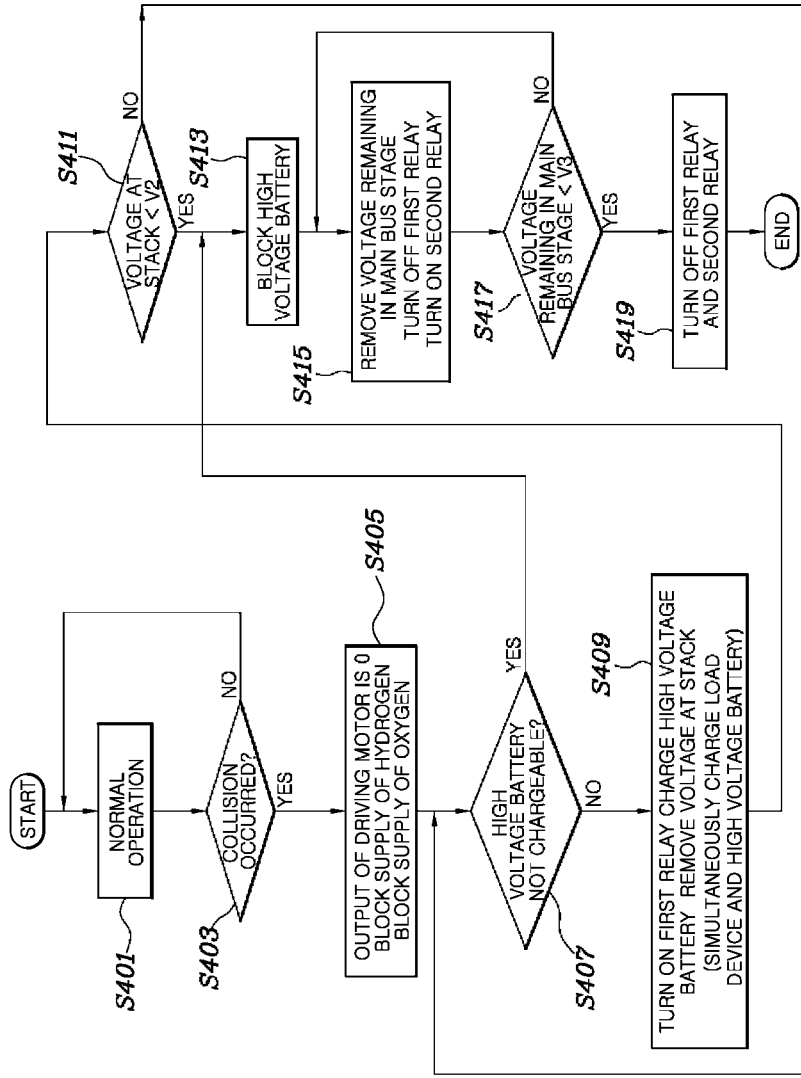 START
NORMAL
OPERATION
S401
COLLISION
OCCURRED?
S403
NO
YES
OUTPUT OF DRIVING MOTOR IS 0
BLOCK SUPPLY OF HYDROGEN
BLOCK SUPPLY OF OXYGEN
S405
HIGH
VOLTAGE BATTERY
NOT CHARGEABLE?
S407
YES
NO
TURN ON FIRST RELAY CHARGE HIGH VOLTAGE
BATTERY REMOVE VOLTAGE AT STACK
(SIMULTANEOUSLY CHARGE LOAD
DEVICE AND HIGH VOLTAGE BATTERY)
S409
VOLTAGE AT
STACK < V2
S411
NO
YES
BLOCK HIGH
VOLTAGE BATTERY
S413
REMOVE VOLTAGE REMAINING
IN MAIN BUS STAGE
TURN OFF FIRST RELAY
TURN ON SECOND RELAY
S415
VOLTAGE
REMAINING IN MAIN
BUS STAGE < V3
S417
NO
YES
TURN OFF FIRST RELAY
AND SECOND RELAY
S419
END